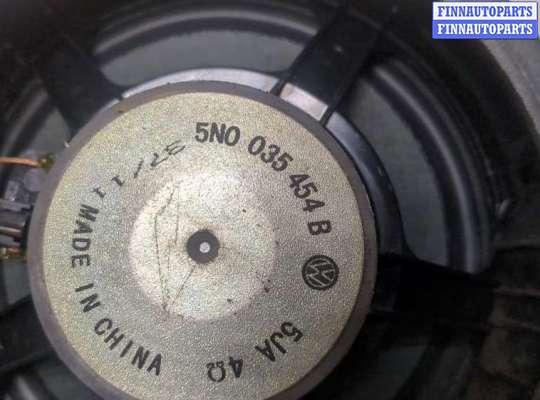 FINNAUTOPARTS
FINNAUTOPARTS
5N0 035 454 B
5JA 4Ω
MADE IN CHINA